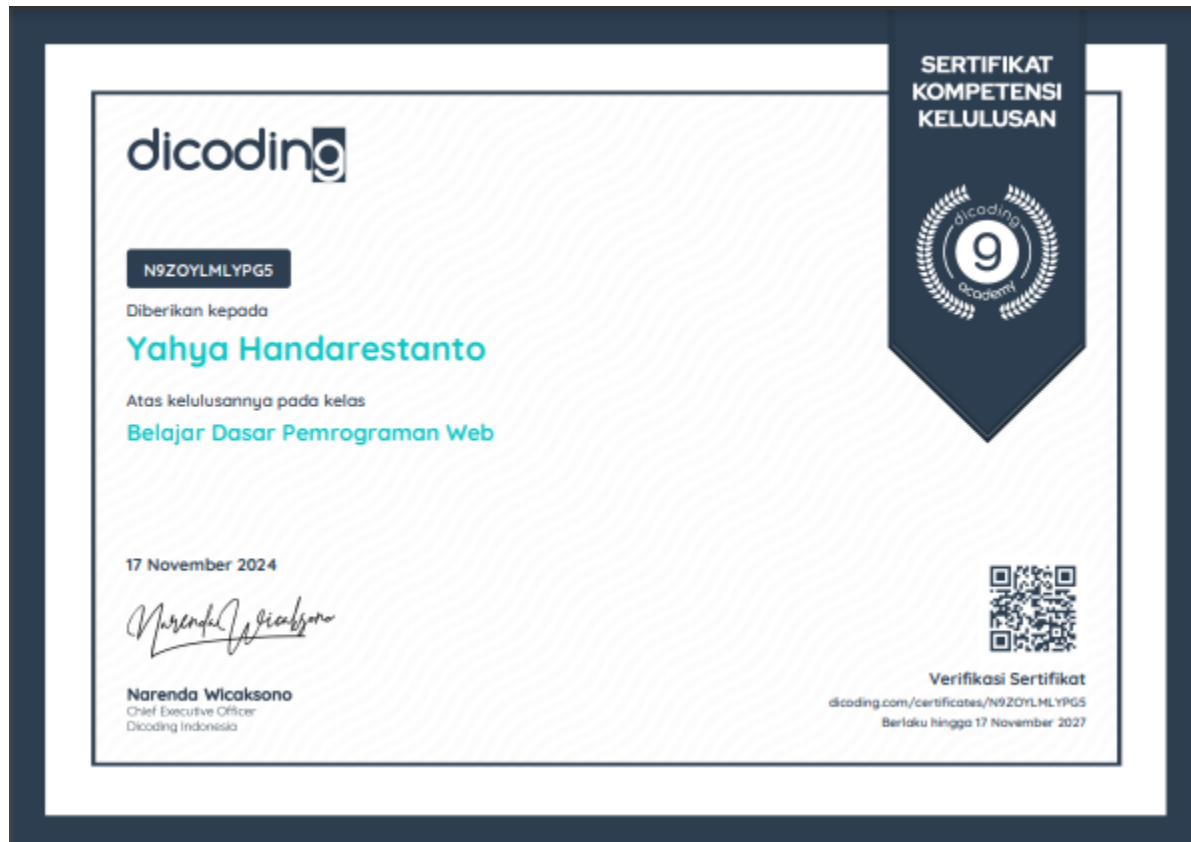 SERTIFIKAT
KOMPETENSI
KELULUSAN
dicoding
dicoding
9
academy
N9ZOYLMLYPG5
Diberikan kepada
Yahya Handarestanto
Atas kelulusannya pada kelas
Belajar Dasar Pemrograman Web
17 November 2024
Narenda Wicaksono
Narenda Wicaksono
Chief Executive Officer
Dicoding Indonesia
Verifikasi Sertifikat
dicoding.com/certificates/N9ZOYLMLYPG5
Berlaku hingga 17 November 2027